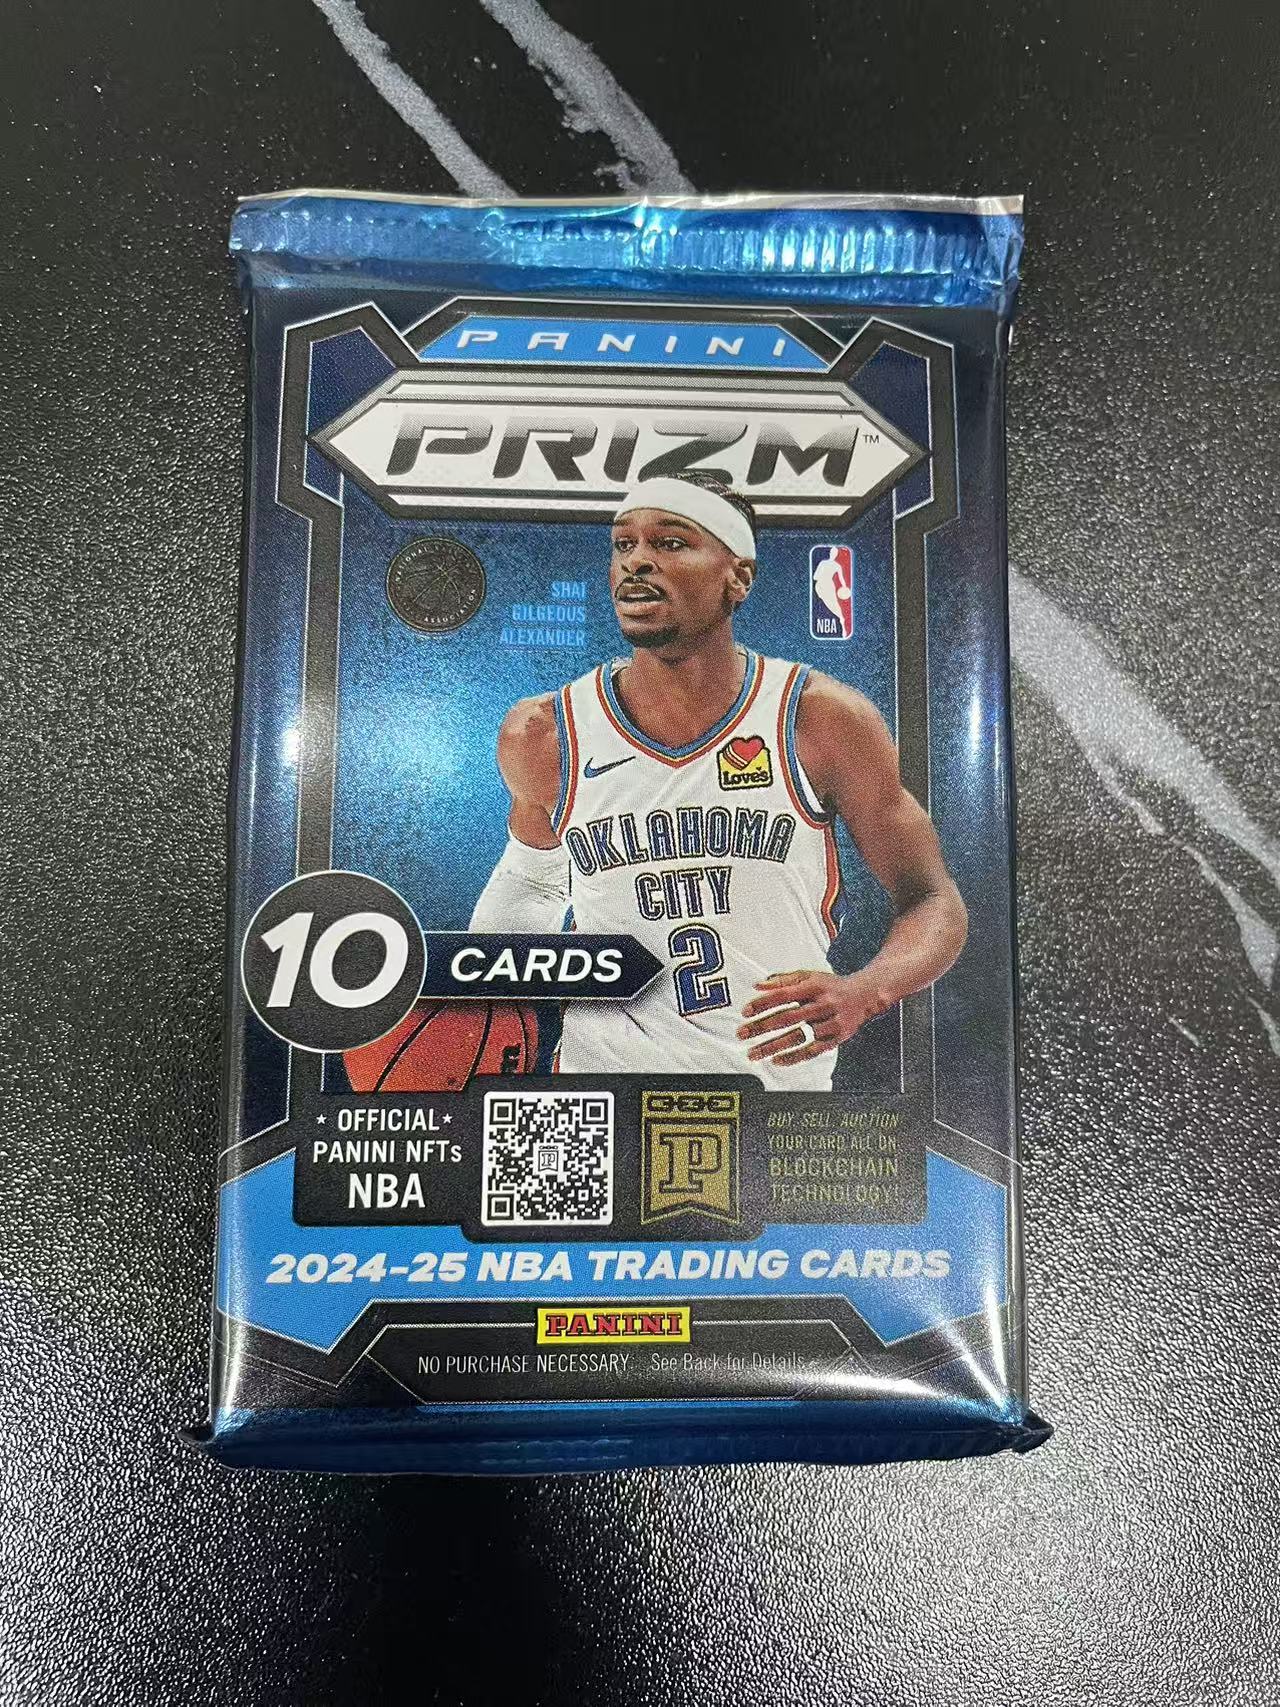 PANINI
PRIZM™
SHAI
GILGEOUS
ALEXANDER
NBA
Love's
OKLAHOMA
CITY
2
10
CARDS
★ OFFICIAL ★
PANINI NFTs
NBA
P
BUY, SELL, AUCTION
YOUR CARD ALL ON
BLOCKCHAIN
TECHNOLOGY!
2024-25 NBA TRADING CARDS
PANINI
NO PURCHASE NECESSARY. See Back for Details.